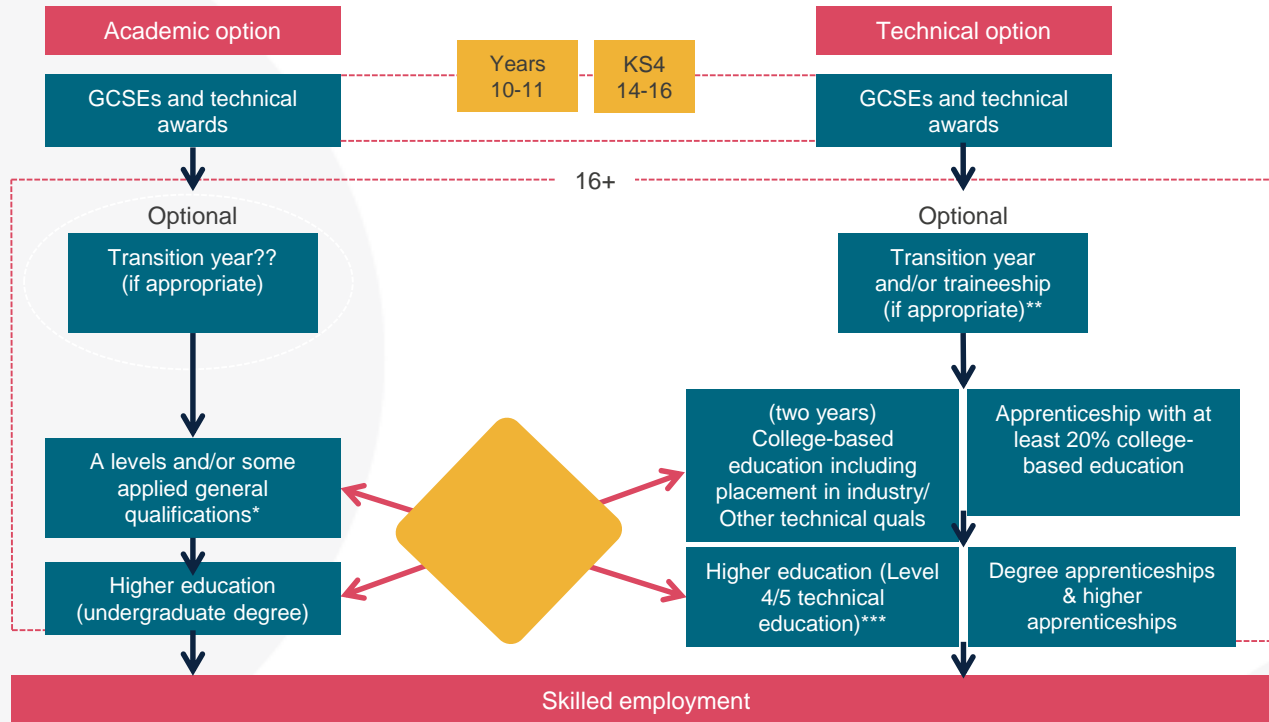 Academic option
Technical option
Years
10-11
KS4
14-16
GCSEs and technical
awards
GCSEs and technical
awards
16+
Optional
Transition year??
(if appropriate)
Optional
Transition year
and/or traineeship
(if appropriate)**
A levels and/or some
applied general
qualifications*
(two years)
College-based
education including
placement in industry/
Other technical quals
Apprenticeship with at
least 20% college-
based education
Higher education
(undergraduate degree)
Higher education (Level
4/5 technical
education)***
Degree apprenticeships
& higher
apprenticeships
Skilled employment